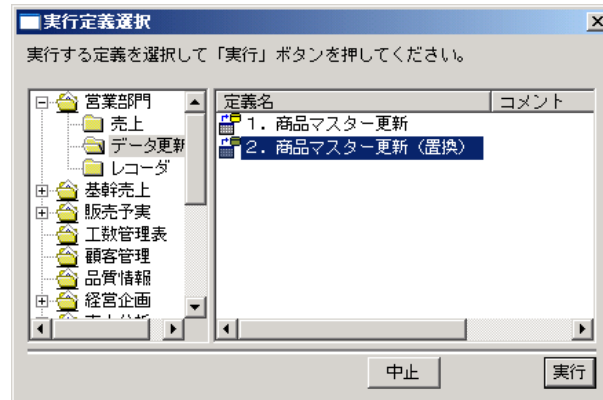 実行定義選択
実行する定義を選択して「実行」ボタンを押してください。
営業部門
売上
データ更新
レコーダ
基幹売上
販売予実
工数管理表
顧客管理
品質情報
経営企画
定義名 コメント
1．商品マスター更新
2．商品マスター更新（置換）
中止 実行